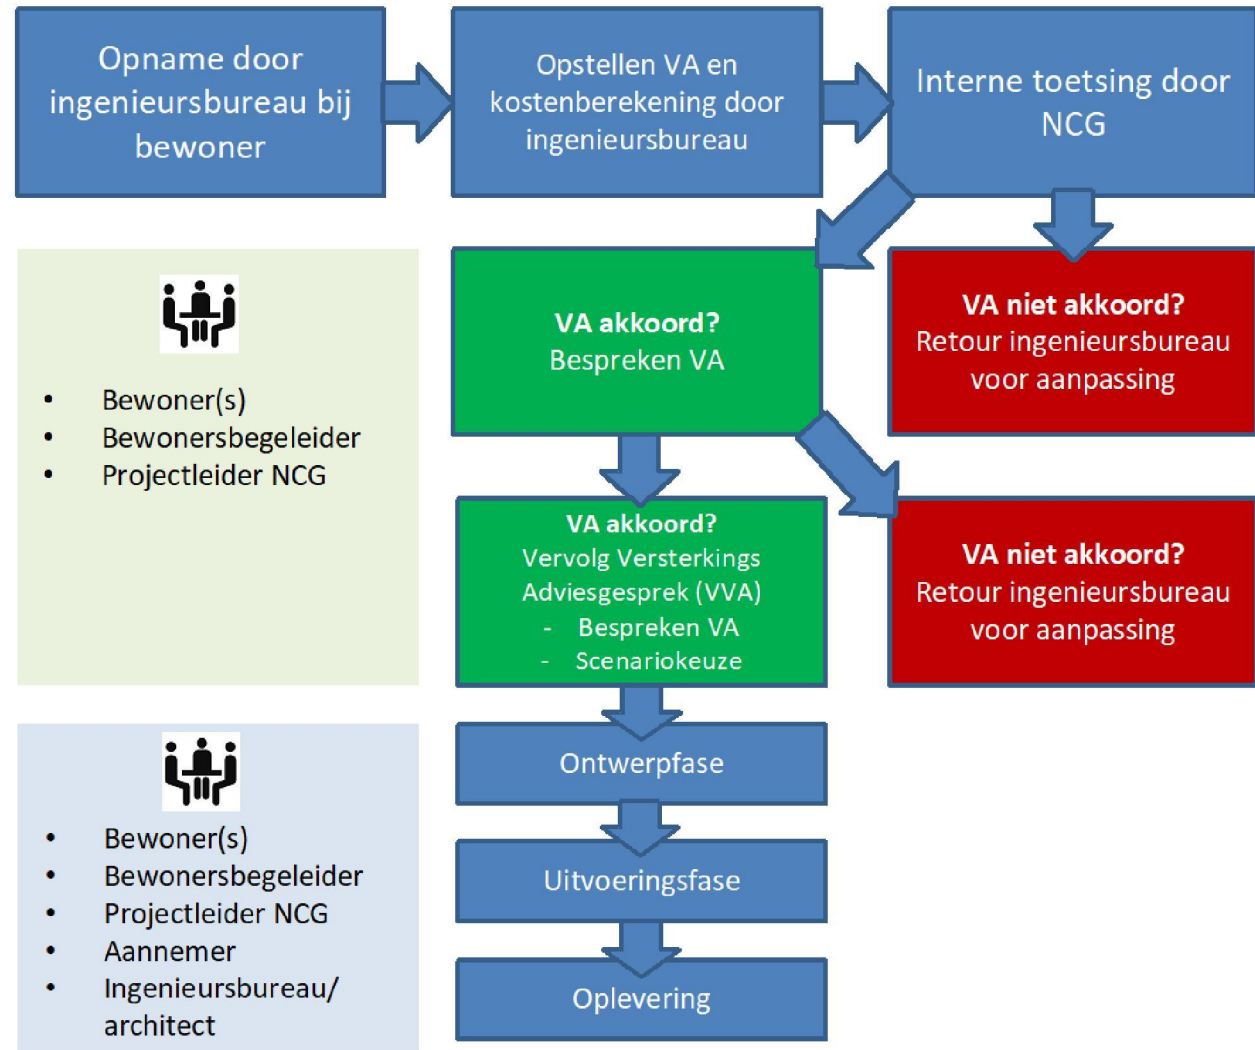 Opname door
ingenieursbureau bij
bewoner
Opstellen VA en
kostenberekening door
ingenieursbureau
Interne toetsing door
NCG
• Bewoner(s)
• Bewonersbegeleider
• Projectleider NCG
VA akkoord?
Bespreken VA
VA niet akkoord?
Retour ingenieursbureau
voor aanpassing
VA akkoord?
Vervolg Versterkings
Adviesgesprek (VVA)
- Bespreken VA
- Scenariokeuze
VA niet akkoord?
Retour ingenieursbureau
voor aanpassing
• Bewoner(s)
• Bewonersbegeleider
• Projectleider NCG
• Aannemer
• Ingenieursbureau/
architect
Ontwerpfase
Uitvoeringsfase
Oplevering